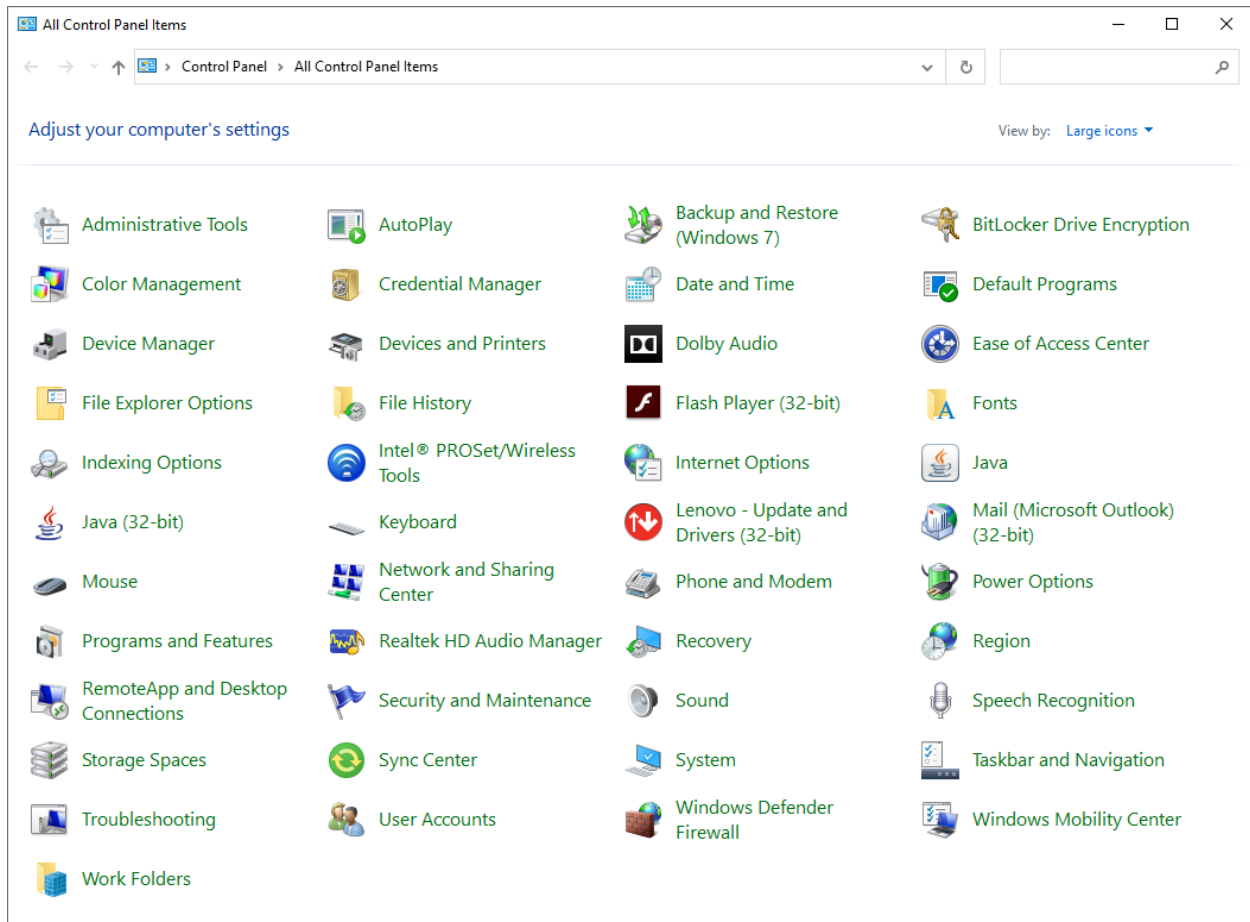 All Control Panel Items
Control Panel > All Control Panel Items
Adjust your computer's settings
View by: Large icons
Administrative Tools
AutoPlay
Backup and Restore
(Windows 7)
BitLocker Drive Encryption
Color Management
Credential Manager
Date and Time
Default Programs
Device Manager
Devices and Printers
Dolby Audio
Ease of Access Center
File Explorer Options
File History
Flash Player (32-bit)
Fonts
Indexing Options
Intel® PROSet/Wireless
Tools
Internet Options
Java
Java (32-bit)
Keyboard
Lenovo - Update and
Drivers (32-bit)
Mail (Microsoft Outlook)
(32-bit)
Mouse
Network and Sharing
Center
Phone and Modem
Power Options
Programs and Features
Realtek HD Audio Manager
Recovery
Region
RemoteApp and Desktop
Connections
Security and Maintenance
Sound
Speech Recognition
Storage Spaces
Sync Center
System
Taskbar and Navigation
Troubleshooting
User Accounts
Windows Defender
Firewall
Windows Mobility Center
Work Folders